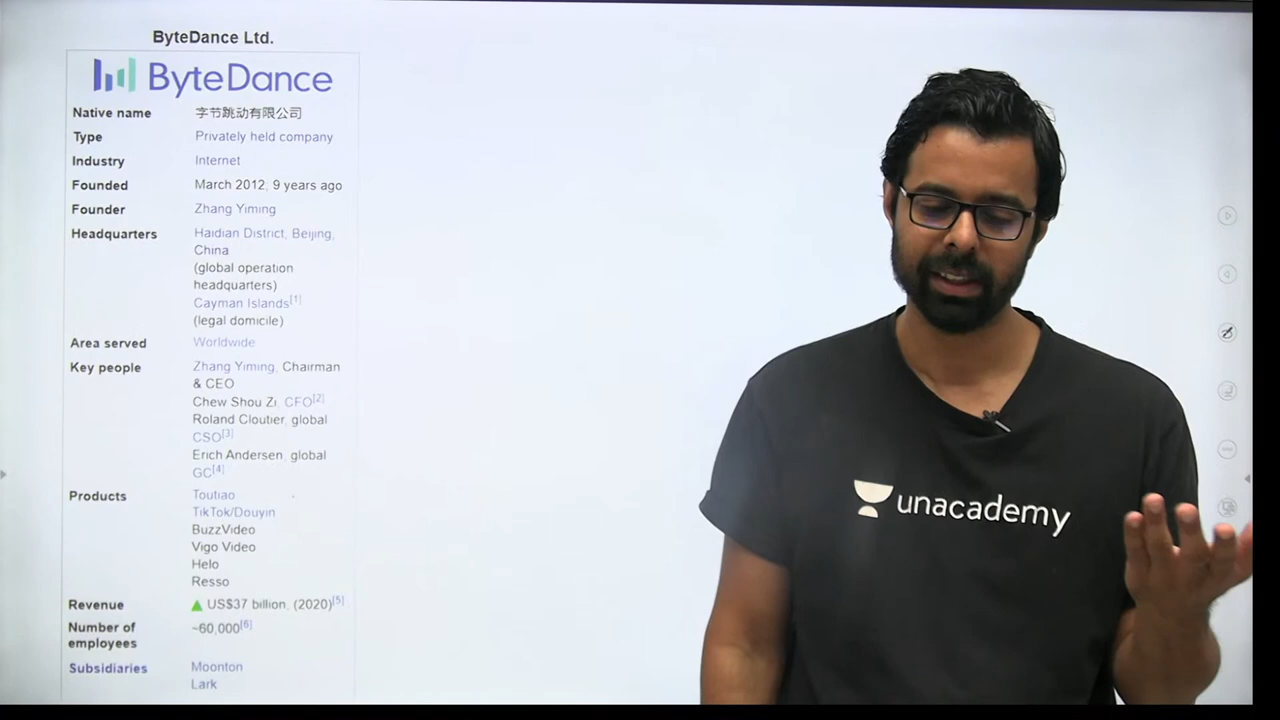 ByteDance Ltd.
ByteDance
Native name 字节跳动有限公司
Type Privately held company
Industry Internet
Founded March 2012, 9 years ago
Founder Zhang Yiming
Headquarters Haidian District, Beijing,
China
(global operation
headquarters)
Cayman Islands[1]
(legal domicile)
Area served Worldwide
Key people Zhang Yiming, Chairman
& CEO
Chew Shou Zi, CFO[2]
Roland Cloutier, global
CSO[3]
Erich Andersen, global
GC[4]
Products Toutiao
TikTok/Douyin
BuzzVideo
Vigo Video
Helo
Resso
Revenue ▲ US$37 billion, (2020)[5]
Number of
employees ~60,000[6]
Subsidiaries Moonton
Lark
unacademy